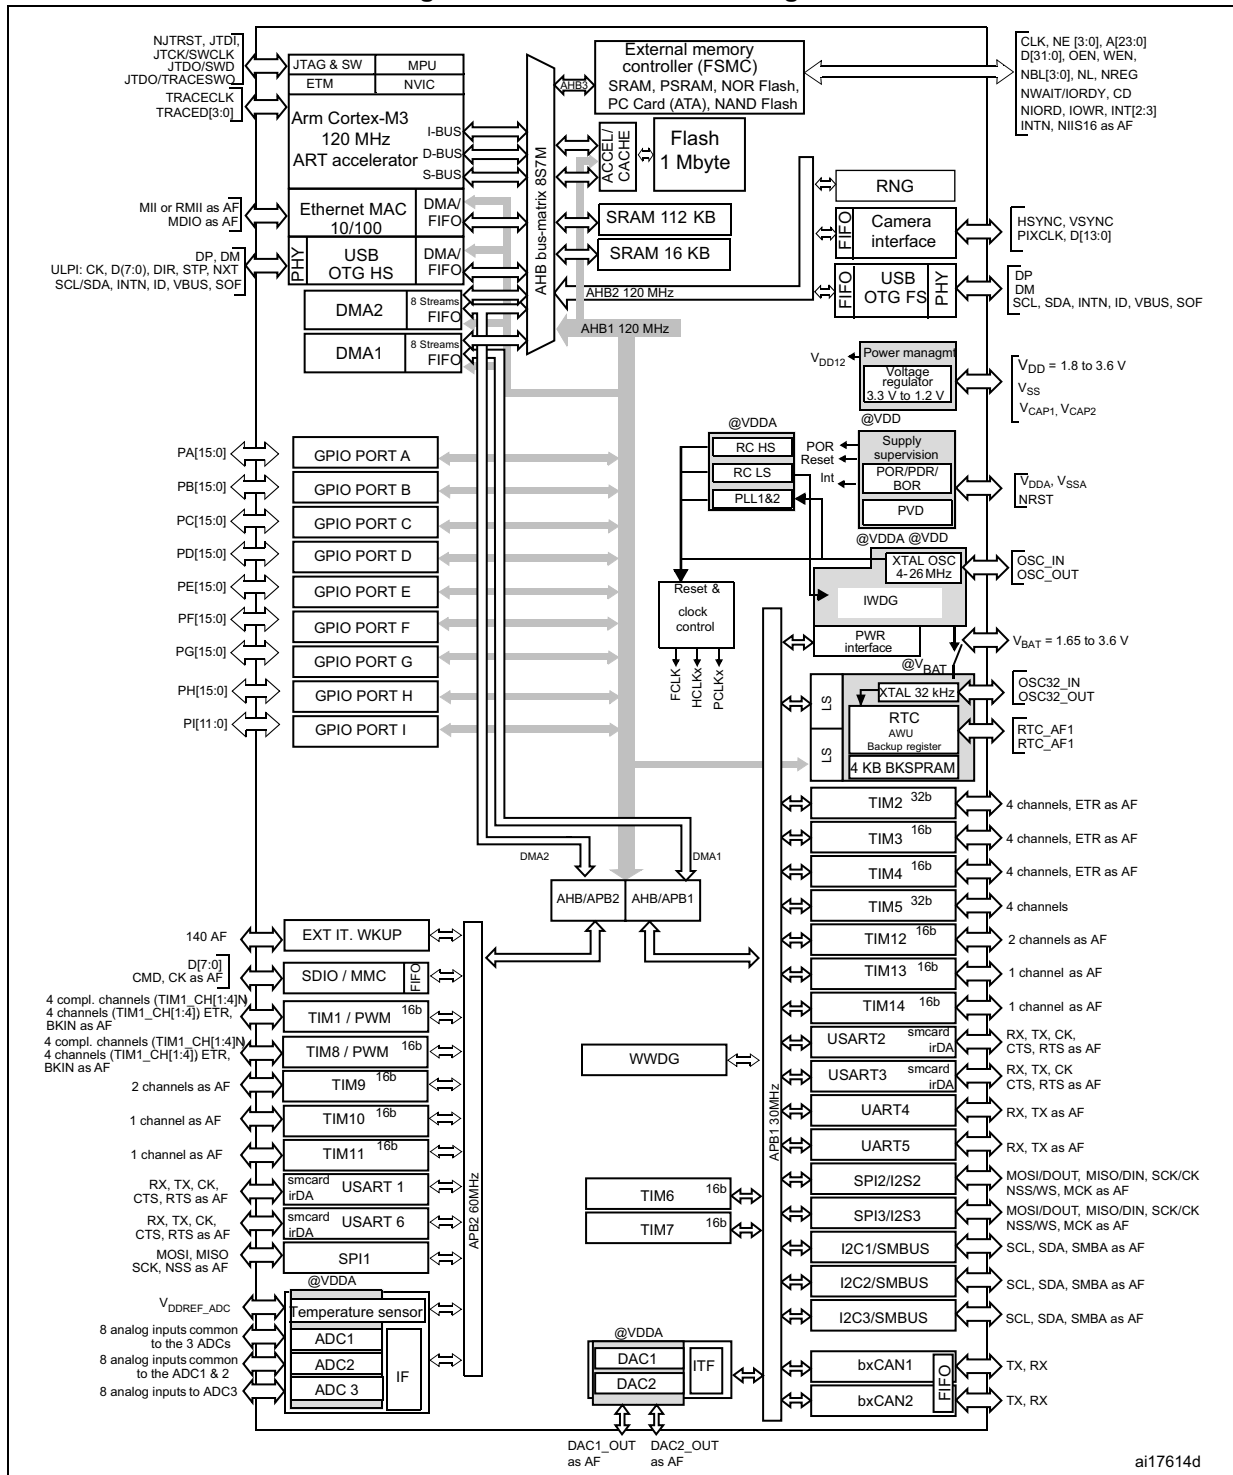 NJTRST, JTDI,
JTCK/SWCLK
JTDO/SWD
JTDO/TRACESWO
TRACECLK
TRACED[3:0]
JTAG & SW
MPU
ETM
NVIC
Arm Cortex-M3
120 MHz
ART accelerator
I-BUS
D-BUS
S-BUS
MII or RMII as AF
MDIO as AF
Ethernet MAC
10/100
DMA/
FIFO
DP, DM
ULPI: CK, D(7:0), DIR, STP, NXT
SCL/SDA, INTN, ID, VBUS, SOF
PHY
USB
OTG HS
DMA/
FIFO
DMA2
8 Streams
FIFO
DMA1
8 Streams
FIFO
AHB bus-matrix 8S7M
AHB3
External memory
controller (FSMC)
SRAM, PSRAM, NOR Flash,
PC Card (ATA), NAND Flash
CLK, NE [3:0], A[23:0]
D[31:0], OEN, WEN,
NBL[3:0], NL, NREG
NWAIT/IORDY, CD
NIORD, IOWR, INT[2:3]
INTN, NIIS16 as AF
ACCEL/
CACHE
Flash
1 Mbyte
SRAM 112 KB
SRAM 16 KB
AHB2 120 MHz
AHB1 120 MHz
RNG
FIFO
Camera
interface
HSYNC, VSYNC
PIXCLK, D[13:0]
FIFO
USB
OTG FS
PHY
DP
DM
SCL, SDA, INTN, ID, VBUS, SOF
VDD12
Power managmt
Voltage
regulator
3.3 V to 1.2 V
VDD = 1.8 to 3.6 V
VSS
VCAP1, VCAP2
@VDD
@VDDA
RC HS
RC LS
PLL1&2
POR
Reset
Int
Supply
supervision
POR/PDR/
BOR
PVD
VDDA, VSSA
NRST
@VDDA
@VDD
XTAL OSC
4-26 MHz
OSC_IN
OSC_OUT
IWDG
PWR
interface
VBAT = 1.65 to 3.6 V
@VBAT
Reset &
clock
control
FCLK
HCLKx
PCLKx
LS
LS
XTAL 32 kHz
OSC32_IN
OSC32_OUT
RTC
AWU
Backup register
RTC_AF1
RTC_AF1
4 KB BKSPRAM
PA[15:0]
GPIO PORT A
PB[15:0]
GPIO PORT B
PC[15:0]
GPIO PORT C
PD[15:0]
GPIO PORT D
PE[15:0]
GPIO PORT E
PF[15:0]
GPIO PORT F
PG[15:0]
GPIO PORT G
PH[15:0]
GPIO PORT H
PI[11:0]
GPIO PORT I
DMA2
DMA1
AHB/APB2
AHB/APB1
TIM2 32b
4 channels, ETR as AF
TIM3 16b
4 channels, ETR as AF
TIM4 16b
4 channels, ETR as AF
TIM5 32b
4 channels
TIM12 16b
2 channels as AF
TIM13 16b
1 channel as AF
TIM14 16b
1 channel as AF
USART2
smcard
irDA
RX, TX, CK,
CTS, RTS as AF
USART3
smcard
irDA
RX, TX, CK
CTS, RTS as AF
UART4
RX, TX as AF
UART5
RX, TX as AF
SPI2/I2S2
MOSI/DOUT, MISO/DIN, SCK/CK
NSS/WS, MCK as AF
SPI3/I2S3
MOSI/DOUT, MISO/DIN, SCK/CK
NSS/WS, MCK as AF
I2C1/SMBUS
SCL, SDA, SMBA as AF
I2C2/SMBUS
SCL, SDA, SMBA as AF
I2C3/SMBUS
SCL, SDA, SMBA as AF
bxCAN1
TX, RX
FIFO
bxCAN2
TX, RX
APB1 30MHz
WWDG
TIM6 16b
TIM7 16b
@VDDA
DAC1
DAC2
ITF
DAC1_OUT
as AF
DAC2_OUT
as AF
140 AF
EXT IT. WKUP
D[7:0]
CMD, CK as AF
SDIO / MMC
FIFO
4 compl. channels (TIM1_CH[1:4]N
4 channels (TIM1_CH[1:4]) ETR,
BKIN as AF
TIM1 / PWM 16b
4 compl. channels (TIM1_CH[1:4]N
4 channels (TIM1_CH[1:4]) ETR,
BKIN as AF
TIM8 / PWM 16b
2 channels as AF
TIM9 16b
1 channel as AF
TIM10 16b
1 channel as AF
TIM11 16b
RX, TX, CK,
CTS, RTS as AF
smcard
irDA
USART 1
RX, TX, CK,
CTS, RTS as AF
smcard
irDA
USART 6
MOSI, MISO
SCK, NSS as AF
SPI1
APB2 60MHz
@VDDA
VDDREF_ADC
Temperature sensor
8 analog inputs common
to the 3 ADCs
ADC1
8 analog inputs common
to the ADC1 & 2
ADC2
8 analog inputs to ADC3
ADC 3
IF
ai17614d